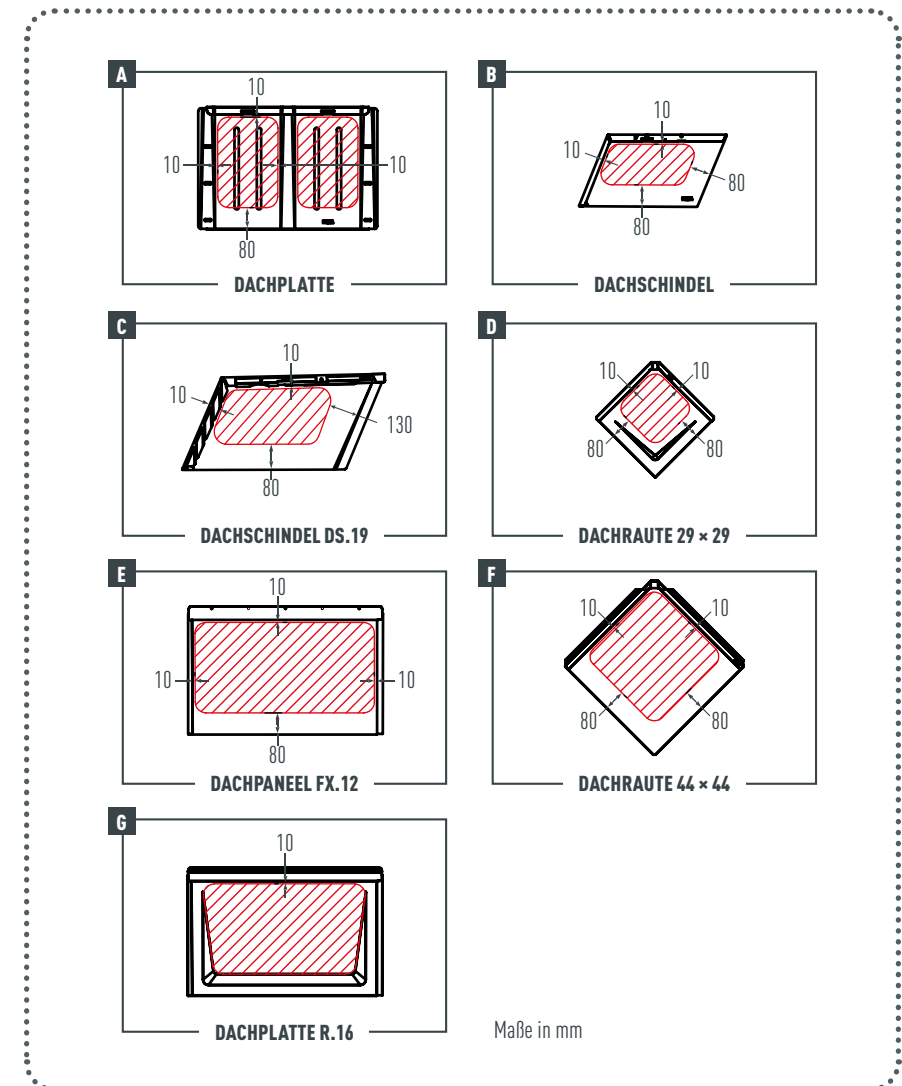 A
10
10
10
80
DACHPLATTE
B
10
10
80
80
DACHSCHINDEL
C
10
10
130
80
DACHSCHINDEL DS.19
D
10
10
80
80
DACHRAUTE 29 × 29
E
10
10
10
80
DACHPANEEL FX.12
F
10
10
80
80
DACHRAUTE 44 × 44
G
10
DACHPLATTE R.16
Maße in mm